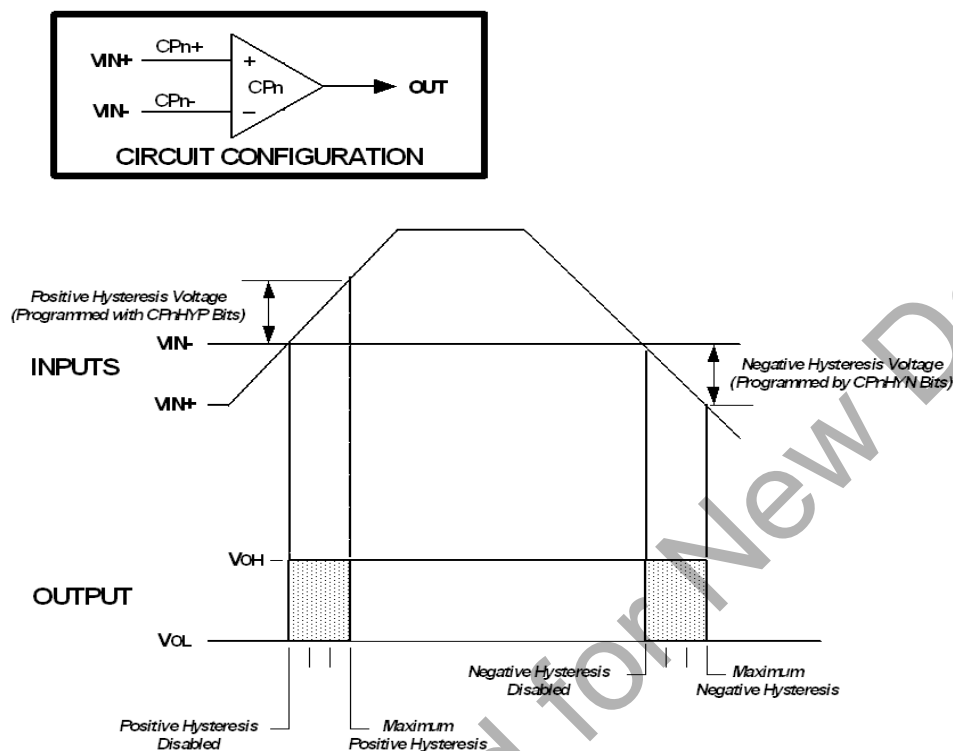 VIN+ CPn+ +
CPn OUT
VIN- CPn- −
CIRCUIT CONFIGURATION
Positive Hysteresis Voltage
(Programmed with CPnHYP Bits)
VIN-
INPUTS
Negative Hysteresis Voltage
(Programmed by CPnHYN Bits)
VIN+
VOH
OUTPUT
VOL
Negative Hysteresis
Disabled
Maximum
Negative Hysteresis
Positive Hysteresis
Disabled
Maximum
Positive Hysteresis
d for New D